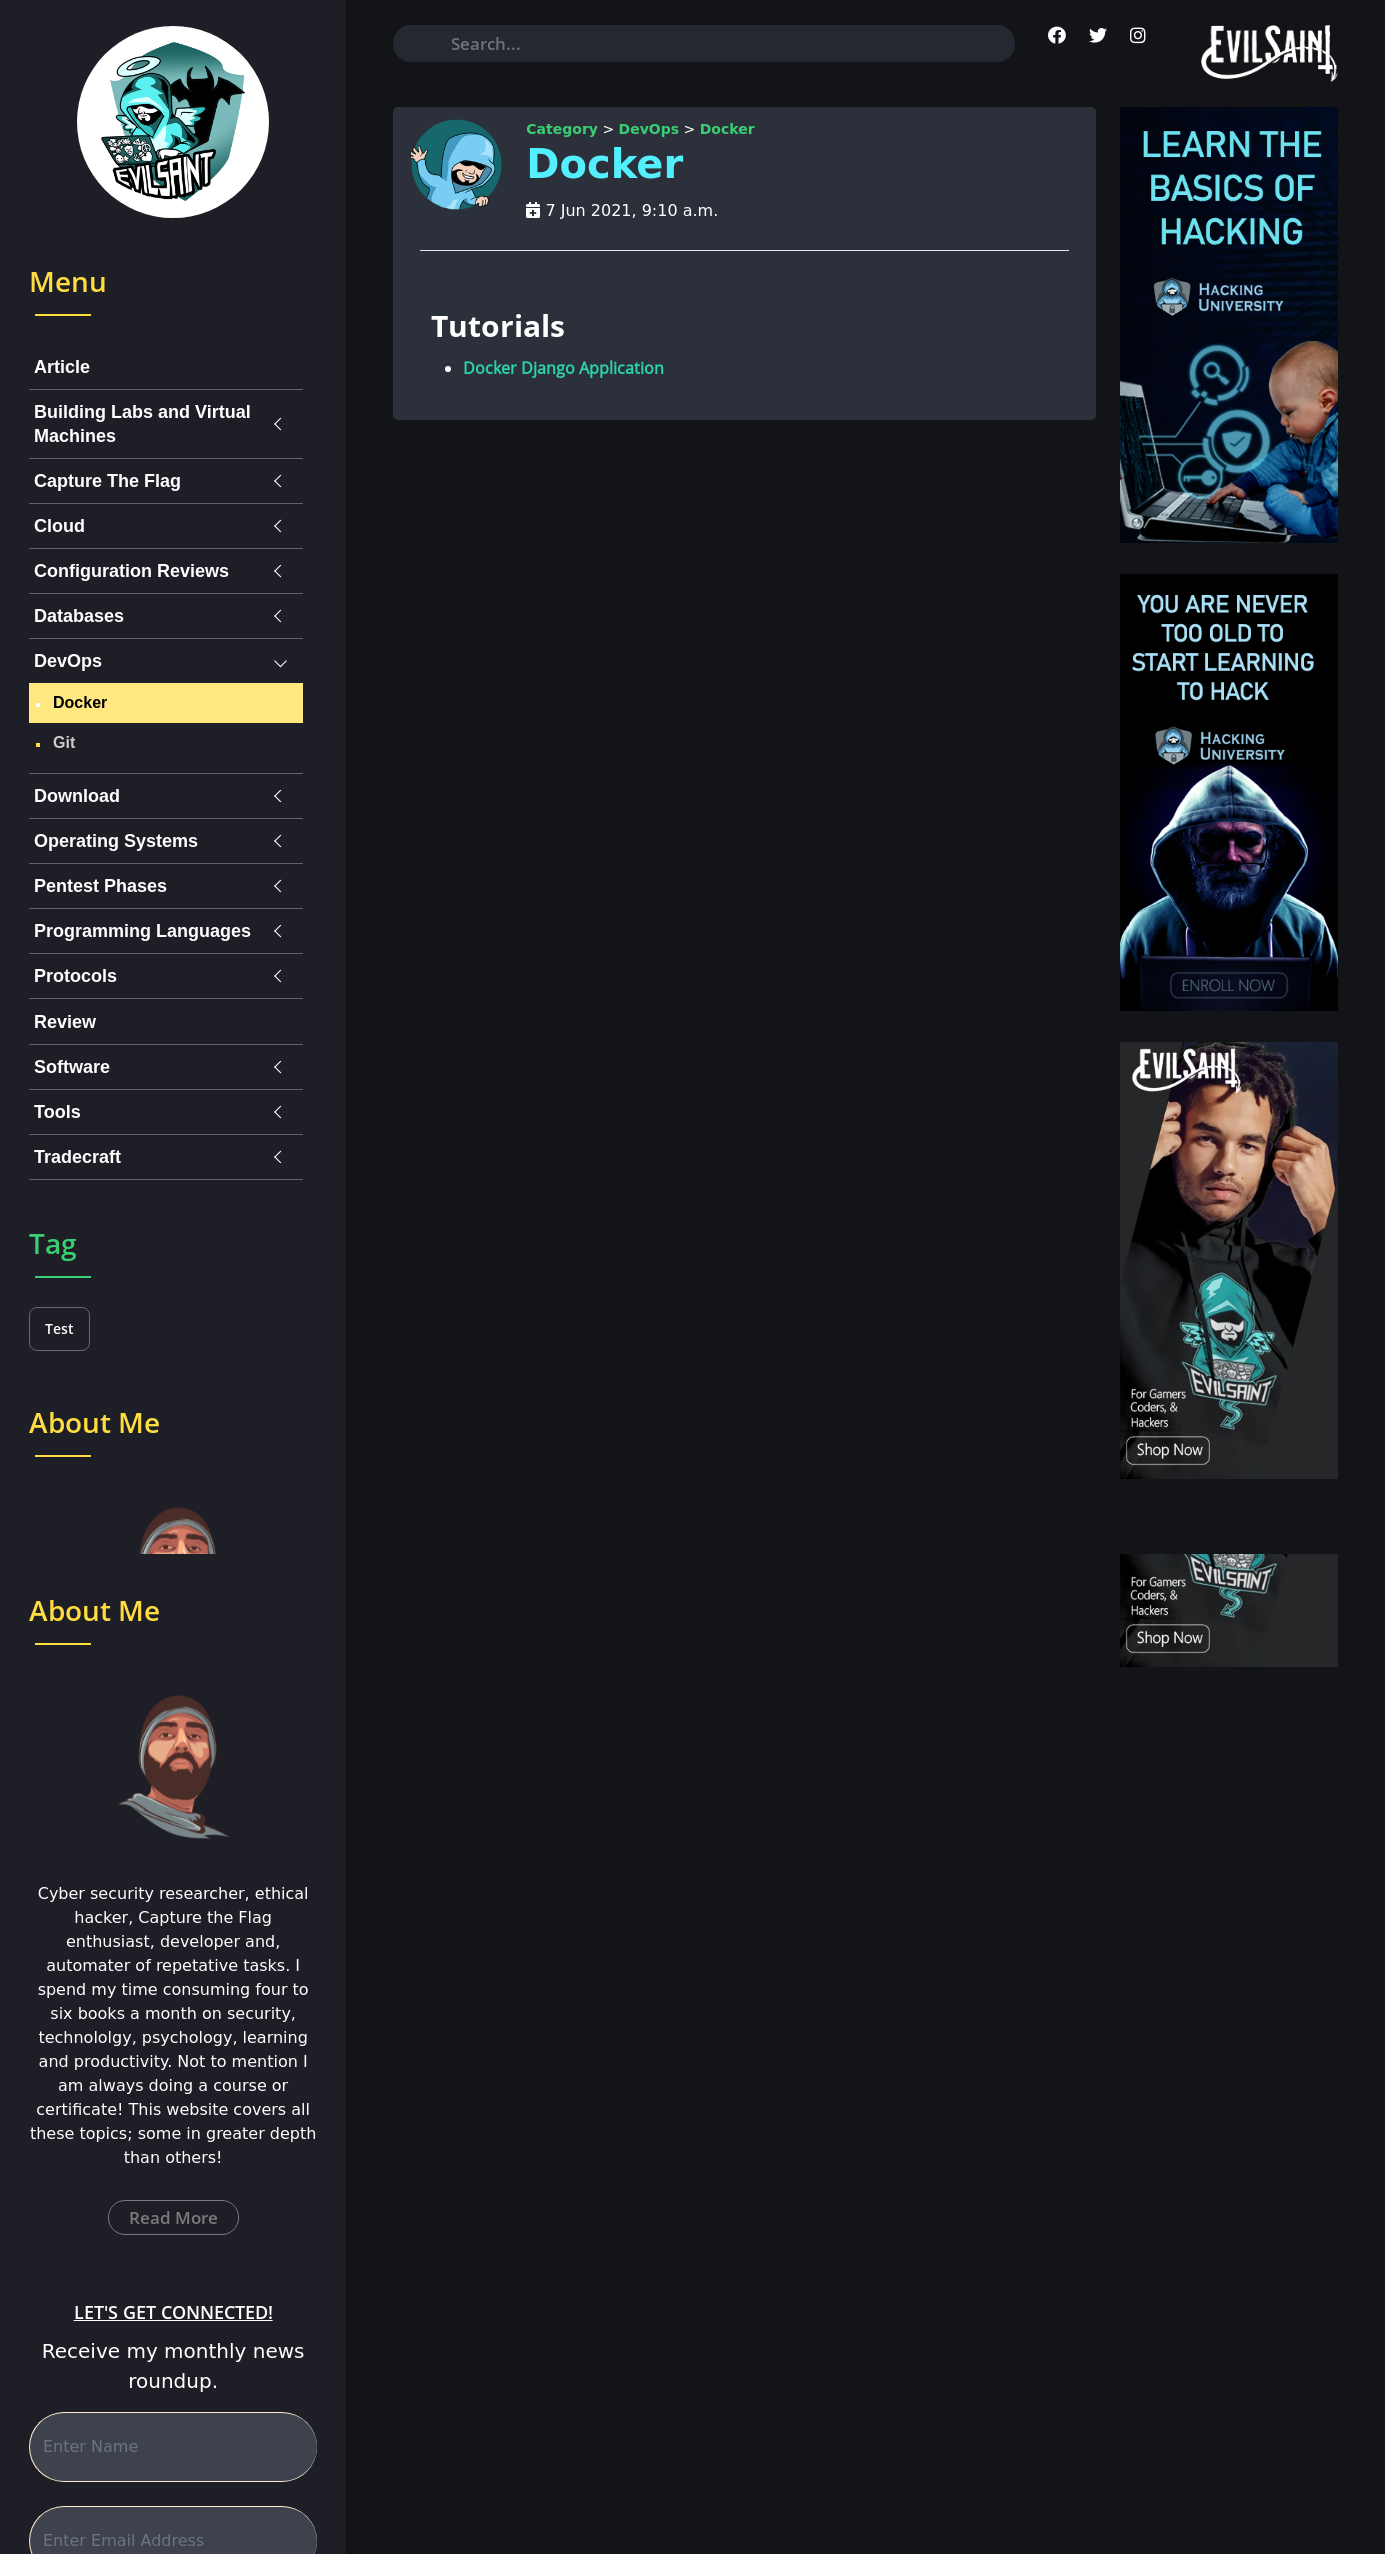 EVILSAINT
Menu
Article
Building Labs and Virtual
Machines
Capture The Flag
Cloud
Configuration Reviews
Databases
DevOps
Docker
Git
Download
Operating Systems
Pentest Phases
Programming Languages
Protocols
Review
Software
Tools
Tradecraft
Tag
Test
About Me
About Me
Cyber security researcher, ethical
hacker, Capture the Flag
enthusiast, developer and,
automater of repetative tasks. I
spend my time consuming four to
six books a month on security,
technololgy, psychology, learning
and productivity. Not to mention I
am always doing a course or
certificate! This website covers all
these topics; some in greater depth
than others!
Read More
LET'S GET CONNECTED!
Receive my monthly news
roundup.
Enter Name
Enter Email Address
Search...
EVILSAINT
Category > DevOps > Docker
Docker
7 Jun 2021, 9:10 a.m.
Tutorials
Docker Django Application
LEARN THE
BASICS OF
HACKING
HACKING
UNIVERSITY
YOU ARE NEVER
TOO OLD TO
START LEARNING
TO HACK
HACKING
UNIVERSITY
ENROLL NOW
EVILSAINT
EVILSAINT
For Gamers
Coders, &
Hackers
Shop Now
EVILSAINT
For Gamers
Coders, &
Hackers
Shop Now